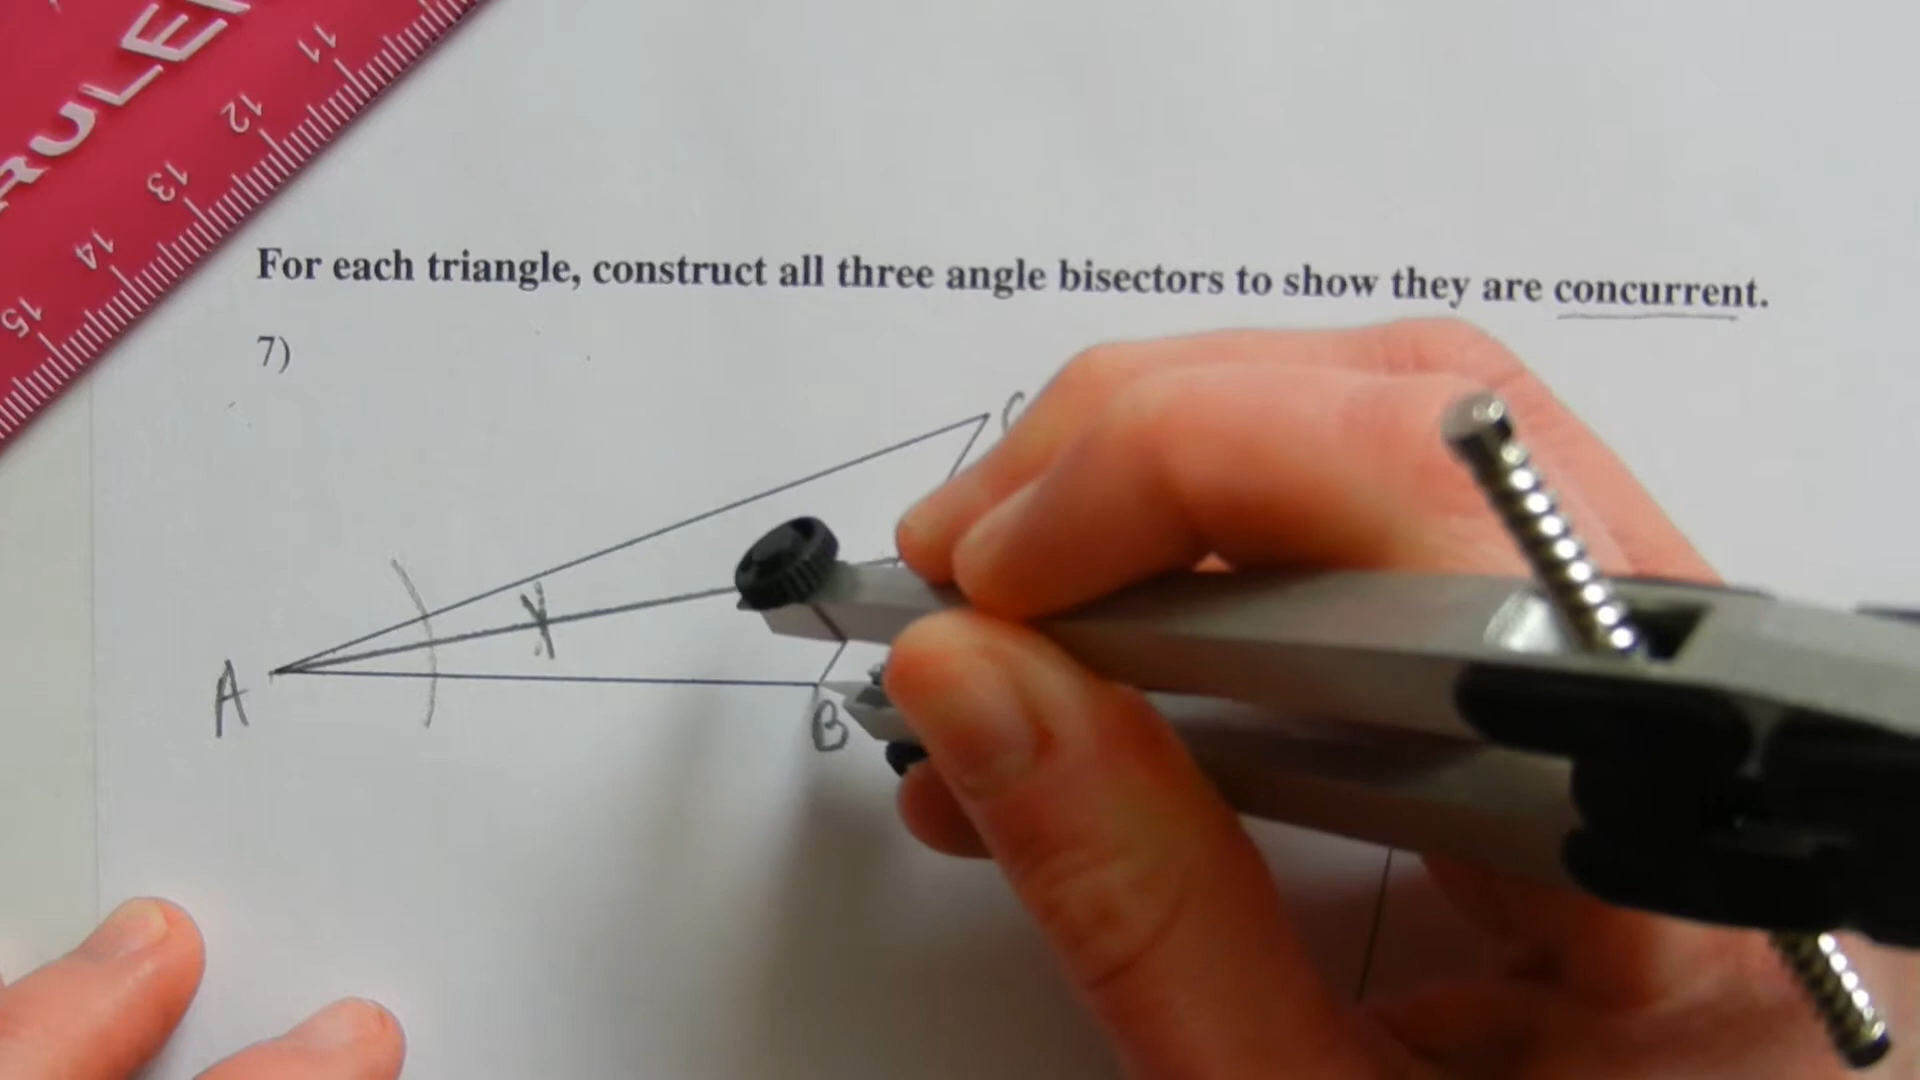 RULER
11
12
13
14
15
For each triangle, construct all three angle bisectors to show they are concurrent.
7)
C
A
B